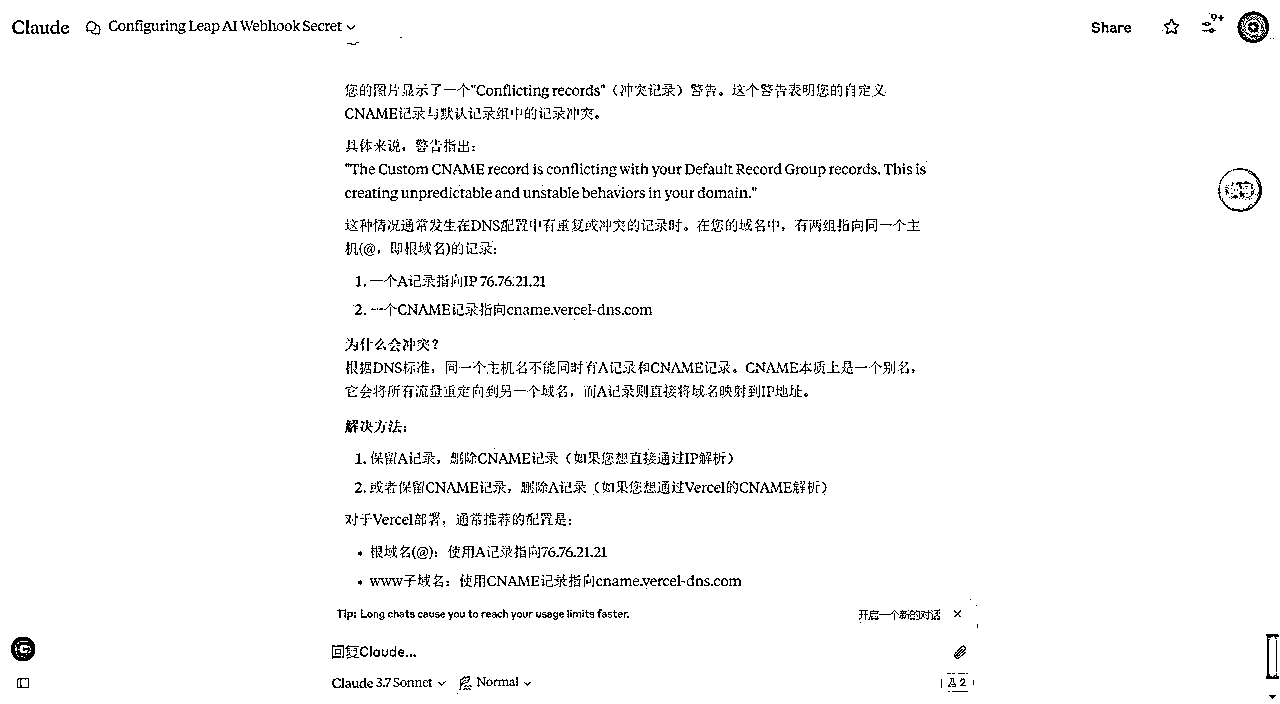 Claude
Configuring Leap AI Webhook Secret
Share
9+
您的图片显示了一个"Conflicting records"（冲突记录）警告。这个警告表明您的自定义
CNAME记录与默认记录组中的记录冲突。
具体来说，警告指出：
"The Custom CNAME record is conflicting with your Default Record Group records. This is
creating unpredictable and unstable behaviors in your domain."
这种情况通常发生在DNS配置中有重复或冲突的记录时。在您的域名中，有两组指向同一个主
机(@，即根域名)的记录：
1. 一个A记录指向IP 76.76.21.21
2. 一个CNAME记录指向cname.vercel-dns.com
为什么会冲突？
根据DNS标准，同一个主机名不能同时有A记录和CNAME记录。CNAME本质上是一个别名，
它会将所有流量重定向到另一个域名，而A记录则直接将域名映射到IP地址。
解决方法：
1. 保留A记录，删除CNAME记录（如果您想直接通过IP解析）
2. 或者保留CNAME记录，删除A记录（如果您想通过Vercel的CNAME解析）
对于Vercel部署，通常推荐的配置是：
• 根域名(@)：使用A记录指向76.76.21.21
• www子域名：使用CNAME记录指向cname.vercel-dns.com
Tip: Long chats cause you to reach your usage limits faster.
开启一个新的对话
回复Claude...
Claude 3.7 Sonnet
Normal
2